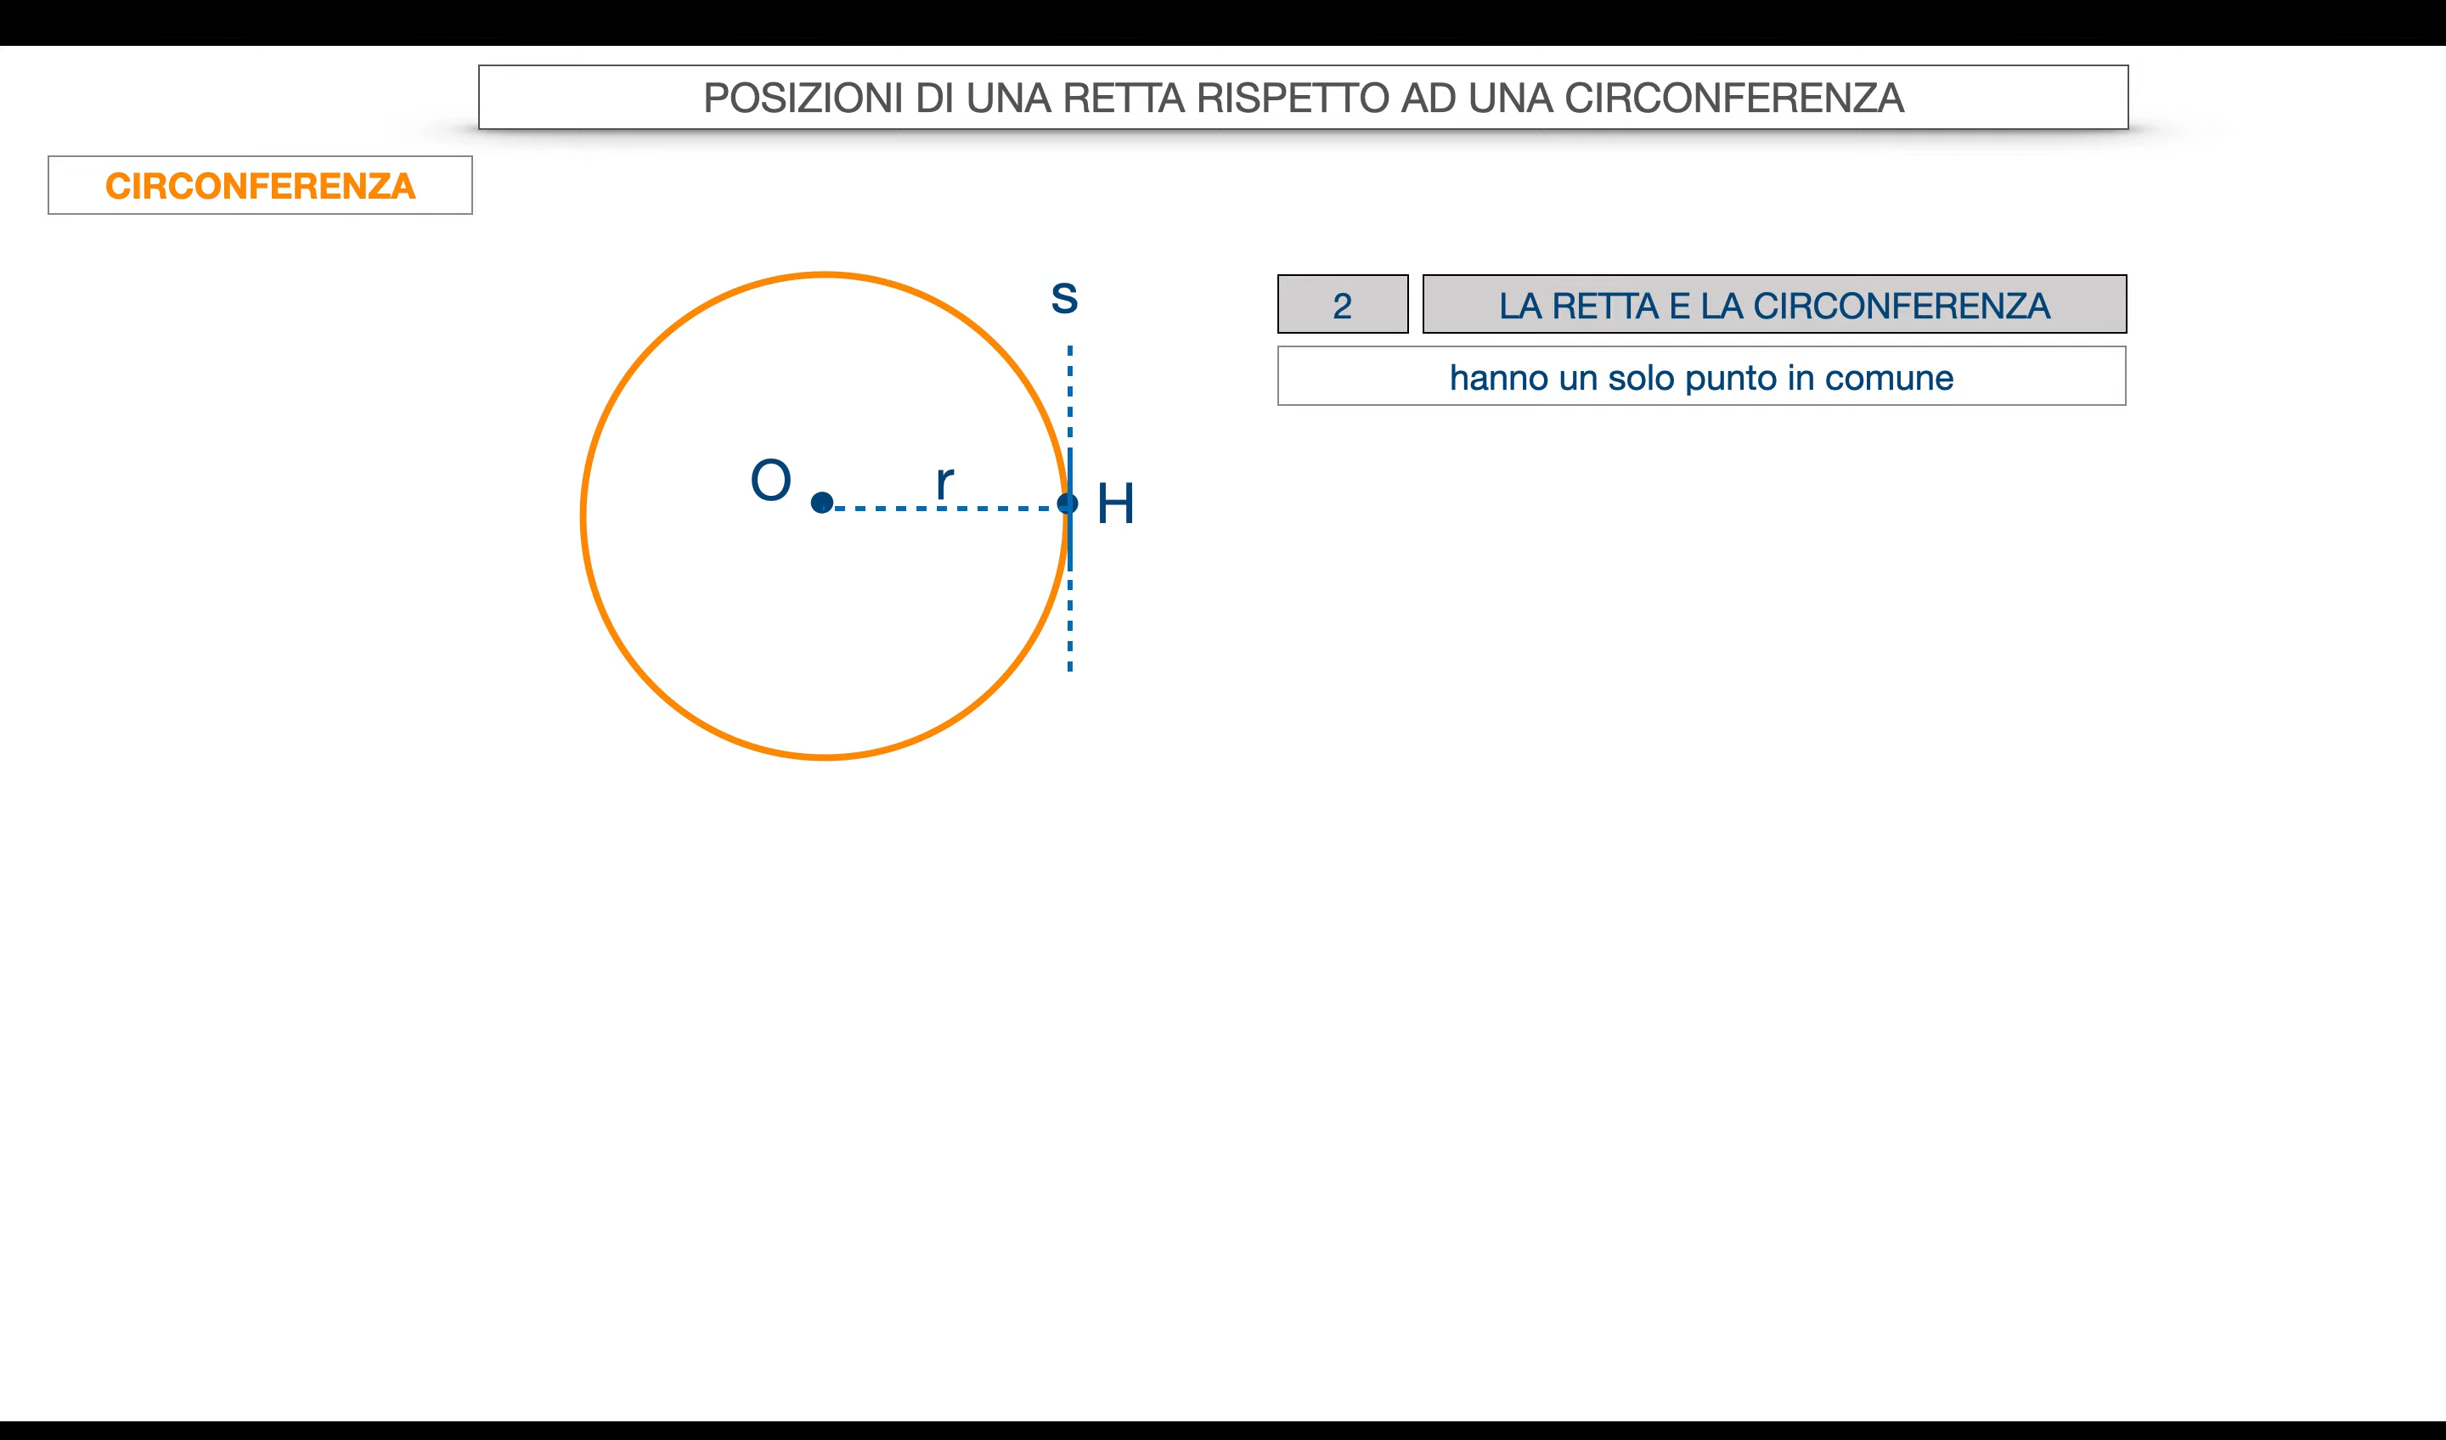 POSIZIONI DI UNA RETTA RISPETTO AD UNA CIRCONFERENZA
CIRCONFERENZA
s
2
LA RETTA E LA CIRCONFERENZA
hanno un solo punto in comune
O
r
H